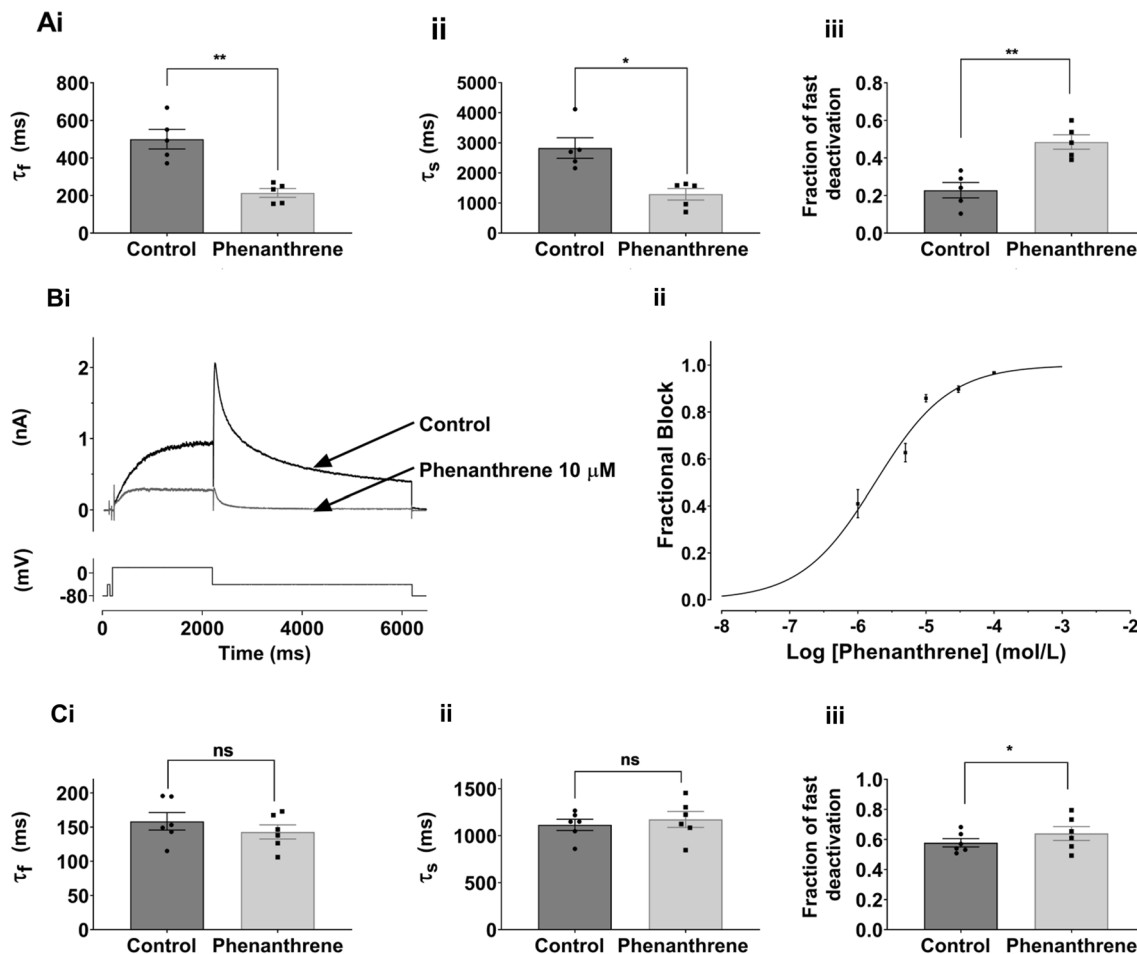 Ai
**
800
600
400
200
0
τf (ms)
Control
Phenanthrene
ii
*
5000
4000
3000
2000
1000
0
τs (ms)
Control
Phenanthrene
iii
**
0.8
0.6
0.4
0.2
0.0
Fraction of fast
deactivation
Control
Phenanthrene
Bi
2
1
0
(nA)
Control
Phenanthrene 10 μM
(mV)
0
-80
0
2000
4000
6000
Time (ms)
ii
1.0
0.8
0.6
0.4
0.2
0.0
Fractional Block
-8
-7
-6
-5
-4
-3
-2
Log [Phenanthrene] (mol/L)
Ci
ns
200
150
100
50
0
τf (ms)
Control
Phenanthrene
ii
ns
1500
1000
500
0
τs (ms)
Control
Phenanthrene
iii
*
1.0
0.8
0.6
0.4
0.2
0.0
Fraction of fast
deactivation
Control
Phenanthrene